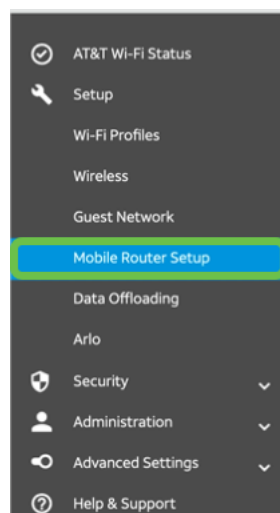 AT&T Wi-Fi Status
Setup
Wi-Fi Profiles
Wireless
Guest Network
Mobile Router Setup
Data Offloading
Arlo
Security
Administration
Advanced Settings
Help & Support